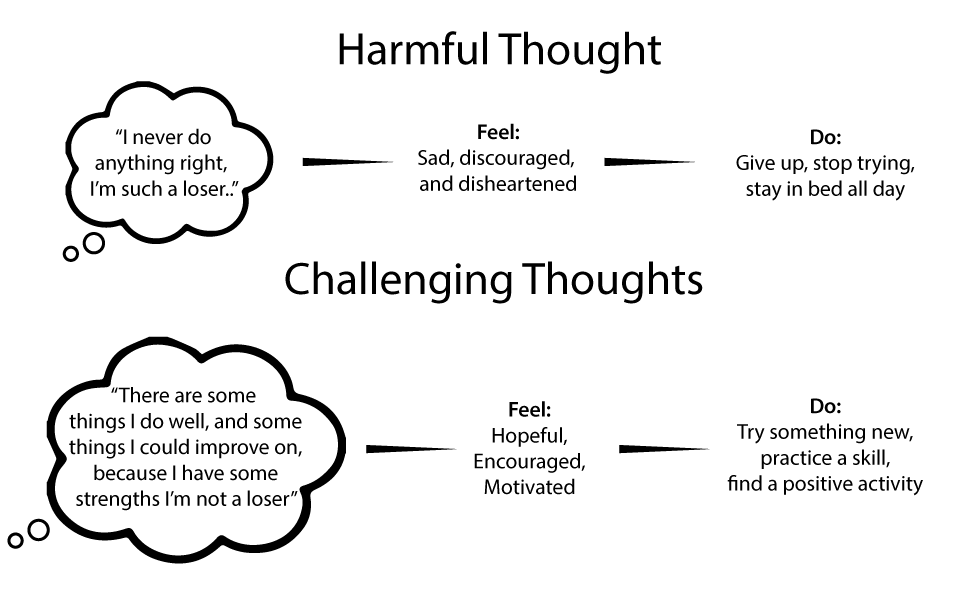 Harmful Thought
“I never do
anything right,
I’m such a loser..”
Feel:
Sad, discouraged,
and disheartened
Do:
Give up, stop trying,
stay in bed all day
Challenging Thoughts
“There are some
things I do well, and some
things I could improve on,
because I have some
strengths I’m not a loser”
Feel:
Hopeful,
Encouraged,
Motivated
Do:
Try something new,
practice a skill,
find a positive activity